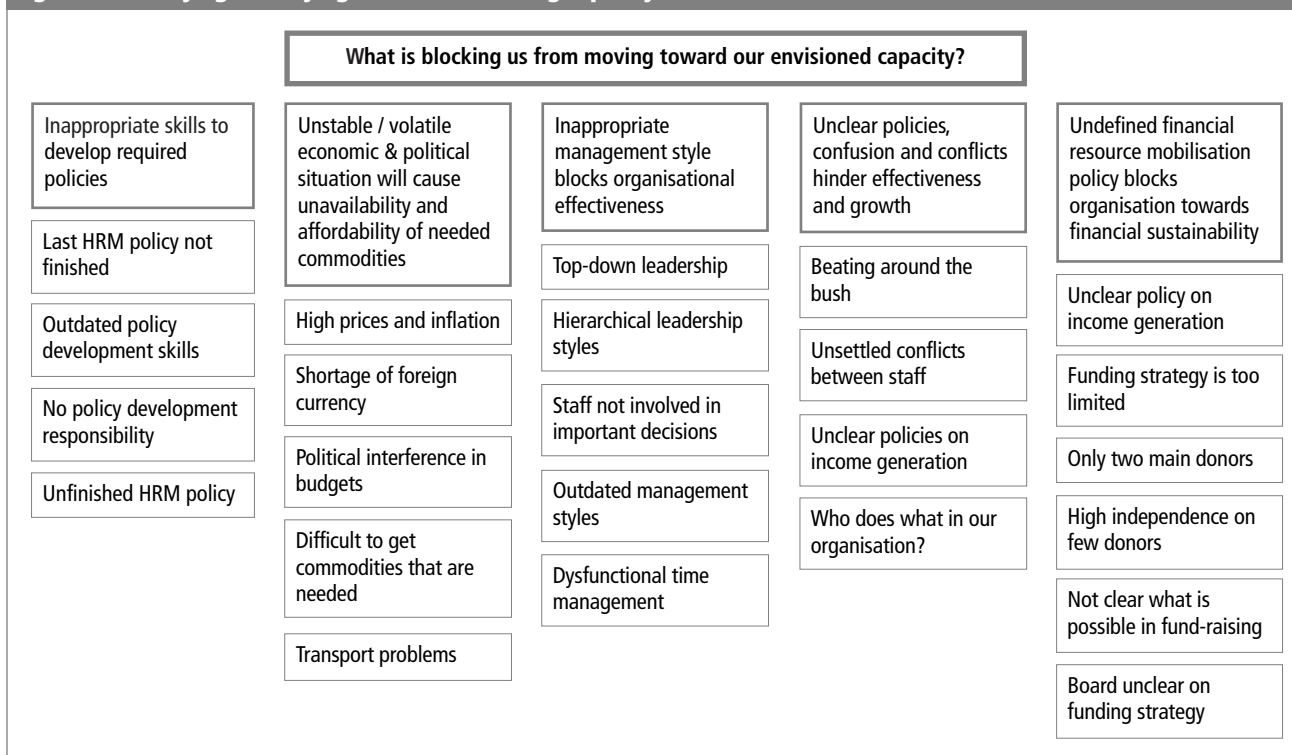 What is blocking us from moving toward our envisioned capacity?
Inappropriate skills to
develop required
policies
Last HRM policy not
finished
Outdated policy
development skills
No policy development
responsibility
Unfinished HRM policy
Unstable / volatile
economic & political
situation will cause
unavailability and
affordability of needed
commodities
High prices and inflation
Shortage of foreign
currency
Political interference in
budgets
Difficult to get
commodities that are
needed
Transport problems
Inappropriate
management style
blocks organisational
effectiveness
Top-down leadership
Hierarchical leadership
styles
Staff not involved in
important decisions
Outdated management
styles
Dysfunctional time
management
Unclear policies,
confusion and conflicts
hinder effectiveness
and growth
Beating around the
bush
Unsettled conflicts
between staff
Unclear policies on
income generation
Who does what in our
organisation?
Undefined financial
resource mobilisation
policy blocks
organisation towards
financial sustainability
Unclear policy on
income generation
Funding strategy is too
limited
Only two main donors
High independence on
few donors
Not clear what is
possible in fund-raising
Board unclear on
funding strategy